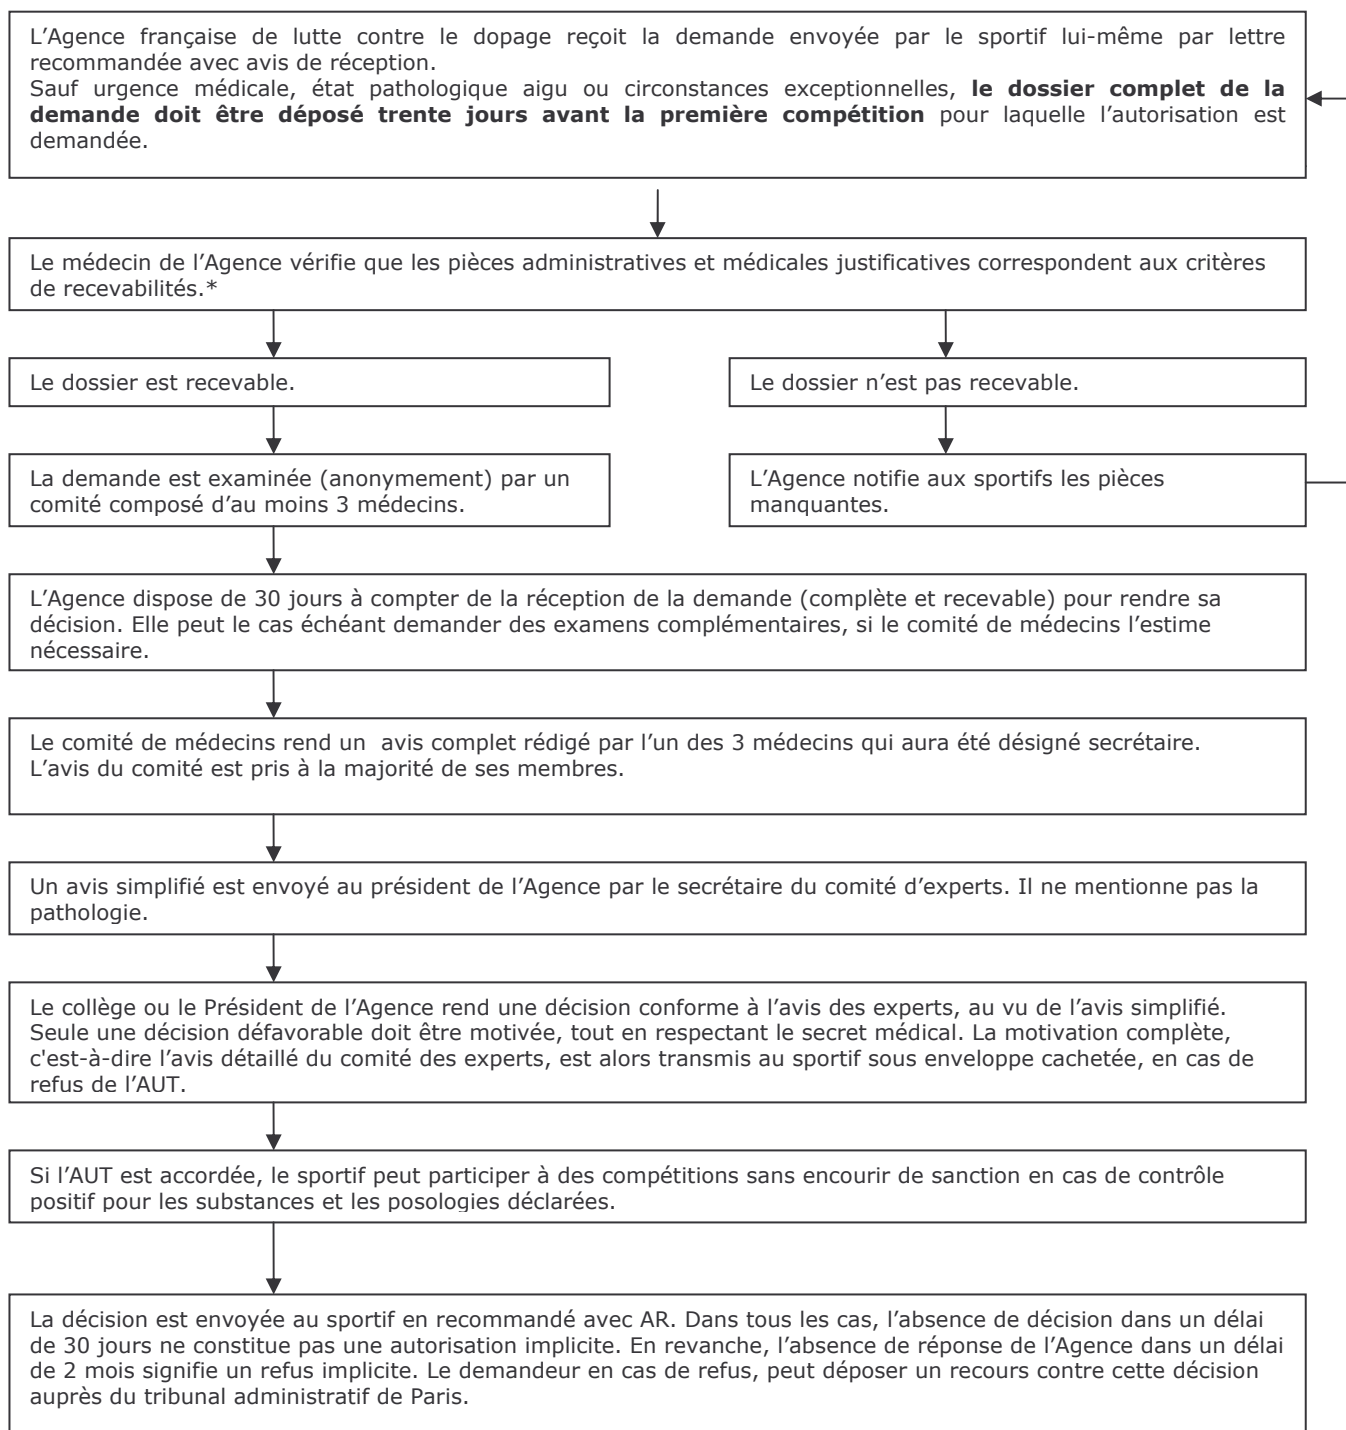 L’Agence française de lutte contre le dopage reçoit la demande envoyée par le sportif lui-même par lettre
recommandée avec avis de réception.
Sauf urgence médicale, état pathologique aigu ou circonstances exceptionnelles, le dossier complet de la
demande doit être déposé trente jours avant la première compétition pour laquelle l’autorisation est
demandée.
Le médecin de l’Agence vérifie que les pièces administratives et médicales justificatives correspondent aux critères
de recevabilités.*
Le dossier est recevable.
Le dossier n’est pas recevable.
La demande est examinée (anonymement) par un
comité composé d’au moins 3 médecins.
L’Agence notifie aux sportifs les pièces
manquantes.
L’Agence dispose de 30 jours à compter de la réception de la demande (complète et recevable) pour rendre sa
décision. Elle peut le cas échéant demander des examens complémentaires, si le comité de médecins l’estime
nécessaire.
Le comité de médecins rend un  avis complet rédigé par l’un des 3 médecins qui aura été désigné secrétaire.
L’avis du comité est pris à la majorité de ses membres.
Un avis simplifié est envoyé au président de l’Agence par le secrétaire du comité d’experts. Il ne mentionne pas la
pathologie.
Le collège ou le Président de l’Agence rend une décision conforme à l’avis des experts, au vu de l’avis simplifié.
Seule une décision défavorable doit être motivée, tout en respectant le secret médical. La motivation complète,
c'est-à-dire l’avis détaillé du comité des experts, est alors transmis au sportif sous enveloppe cachetée, en cas de
refus de l’AUT.
Si l’AUT est accordée, le sportif peut participer à des compétitions sans encourir de sanction en cas de contrôle
positif pour les substances et les posologies déclarées.
La décision est envoyée au sportif en recommandé avec AR. Dans tous les cas, l’absence de décision dans un délai
de 30 jours ne constitue pas une autorisation implicite. En revanche, l’absence de réponse de l’Agence dans un délai
de 2 mois signifie un refus implicite. Le demandeur en cas de refus, peut déposer un recours contre cette décision
auprès du tribunal administratif de Paris.